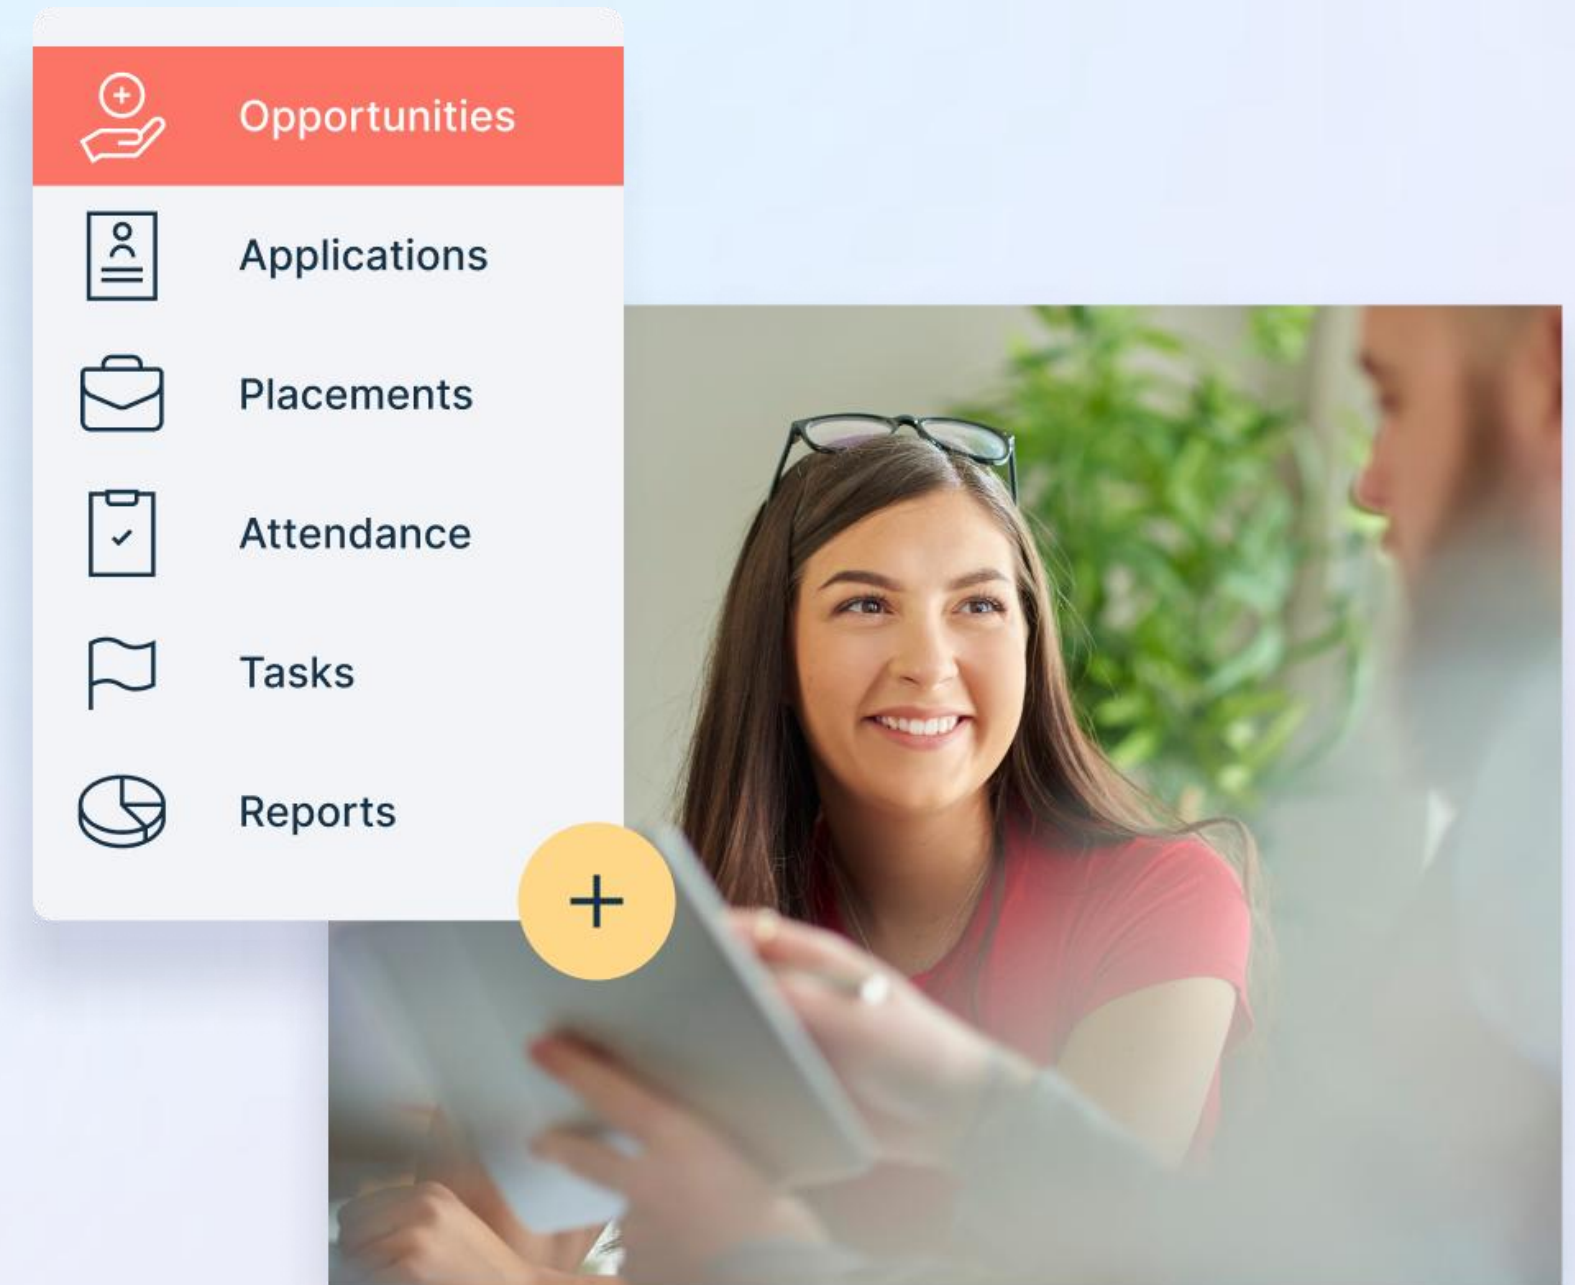 Opportunities
Applications
Placements
Attendance
Tasks
Reports